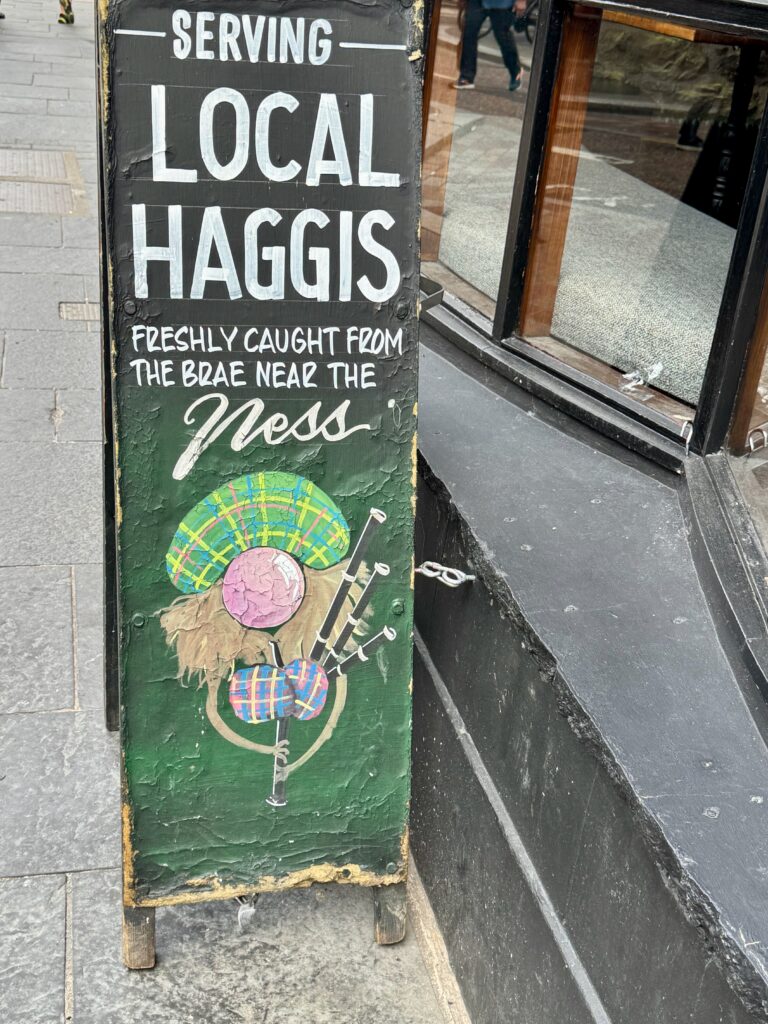 SERVING
LOCAL
HAGGIS
FRESHLY CAUGHT FROM
THE BRAE NEAR THE
Ness